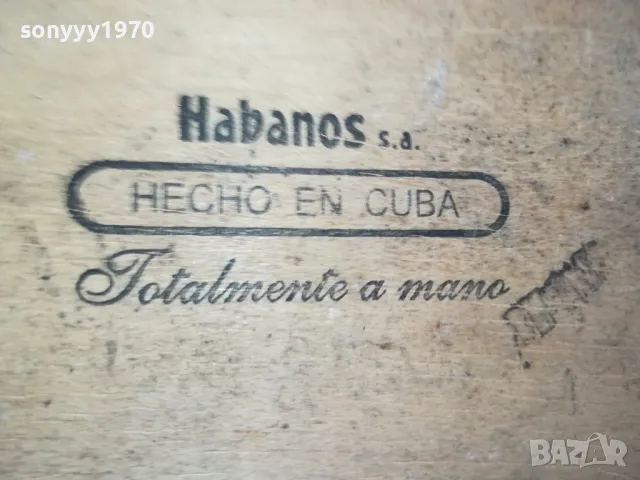 sonyyy1970
Habanos s.a.
HECHO EN CUBA
Totalmente a mano
BAZAR